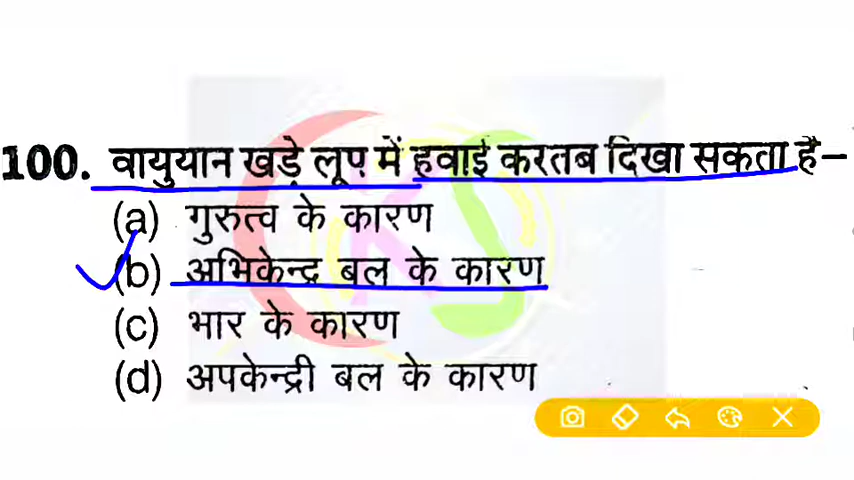 100. वायुयान खड़े लूप में हवाई करतब दिखा सकता है–
(a) गुरुत्व के कारण
(b) अभिकेन्द्र बल के कारण
(c) भार के कारण
(d) अपकेन्द्री बल के कारण